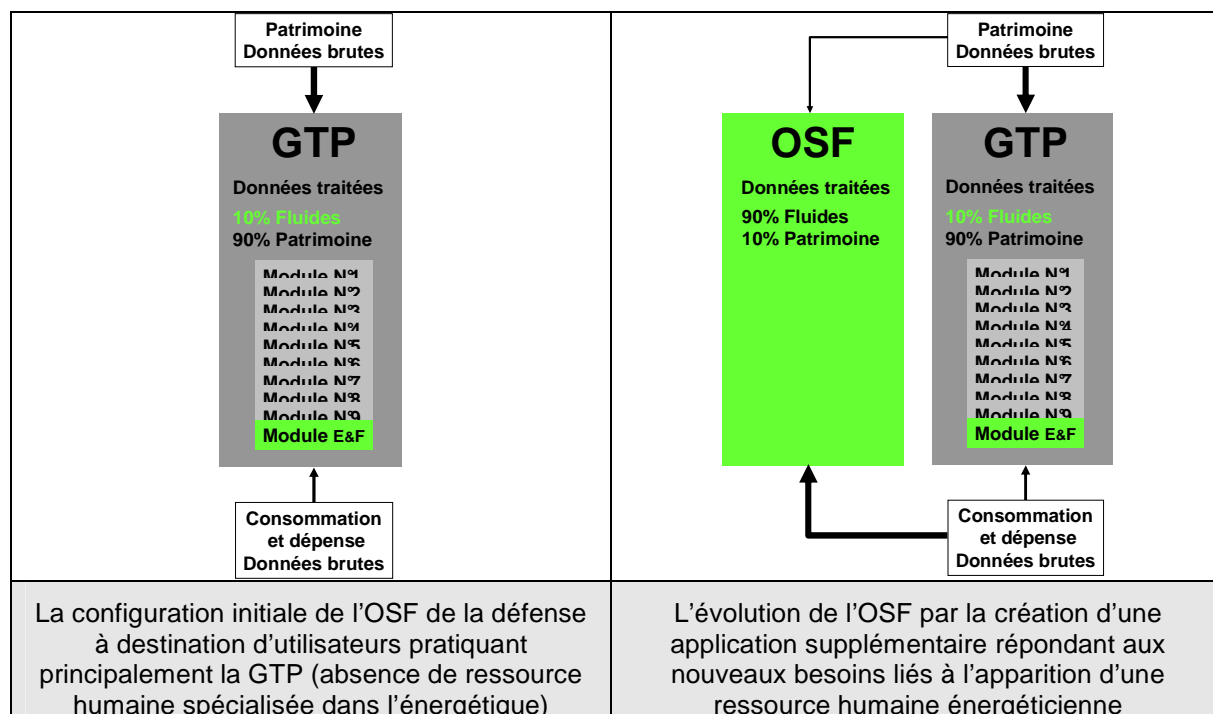 Patrimoine
Données brutes
GTP
Données traitées
10% Fluides
90% Patrimoine
Module N°1
Module N°2
Module N°3
Module N°4
Module N°5
Module N°6
Module N°7
Module N°8
Module N°9
Module E&F
Consommation
et dépense
Données brutes
La configuration initiale de l'OSF de la défense
à destination d'utilisateurs pratiquant
principalement la GTP (absence de ressource
humaine spécialisée dans l'énergétique)
Patrimoine
Données brutes
OSF
Données traitées
90% Fluides
10% Patrimoine
GTP
Données traitées
10% Fluides
90% Patrimoine
Module N°1
Module N°2
Module N°3
Module N°4
Module N°5
Module N°6
Module N°7
Module N°8
Module N°9
Module E&F
Consommation
et dépense
Données brutes
L'évolution de l'OSF par la création d'une
application supplémentaire répondant aux
nouveaux besoins liés à l'apparition d'une
ressource humaine énergéticienne